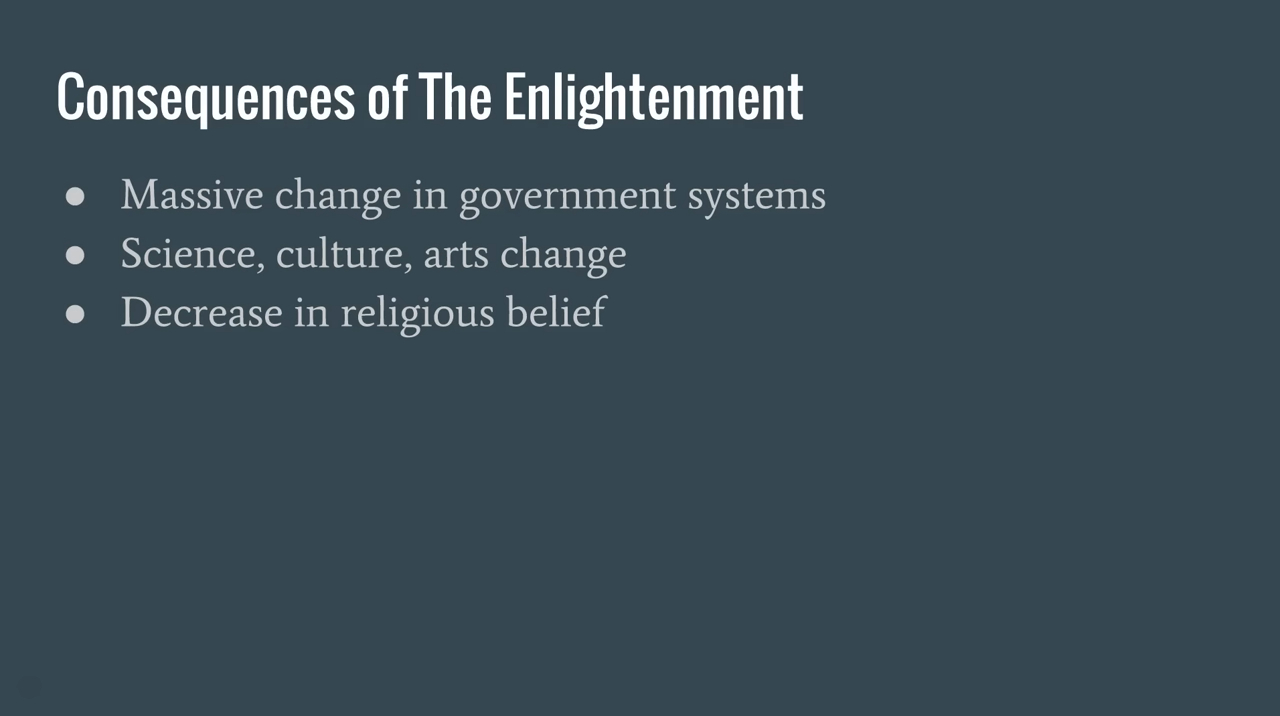 Consequences of The Enlightenment
● Massive change in government systems
● Science, culture, arts change
● Decrease in religious belief